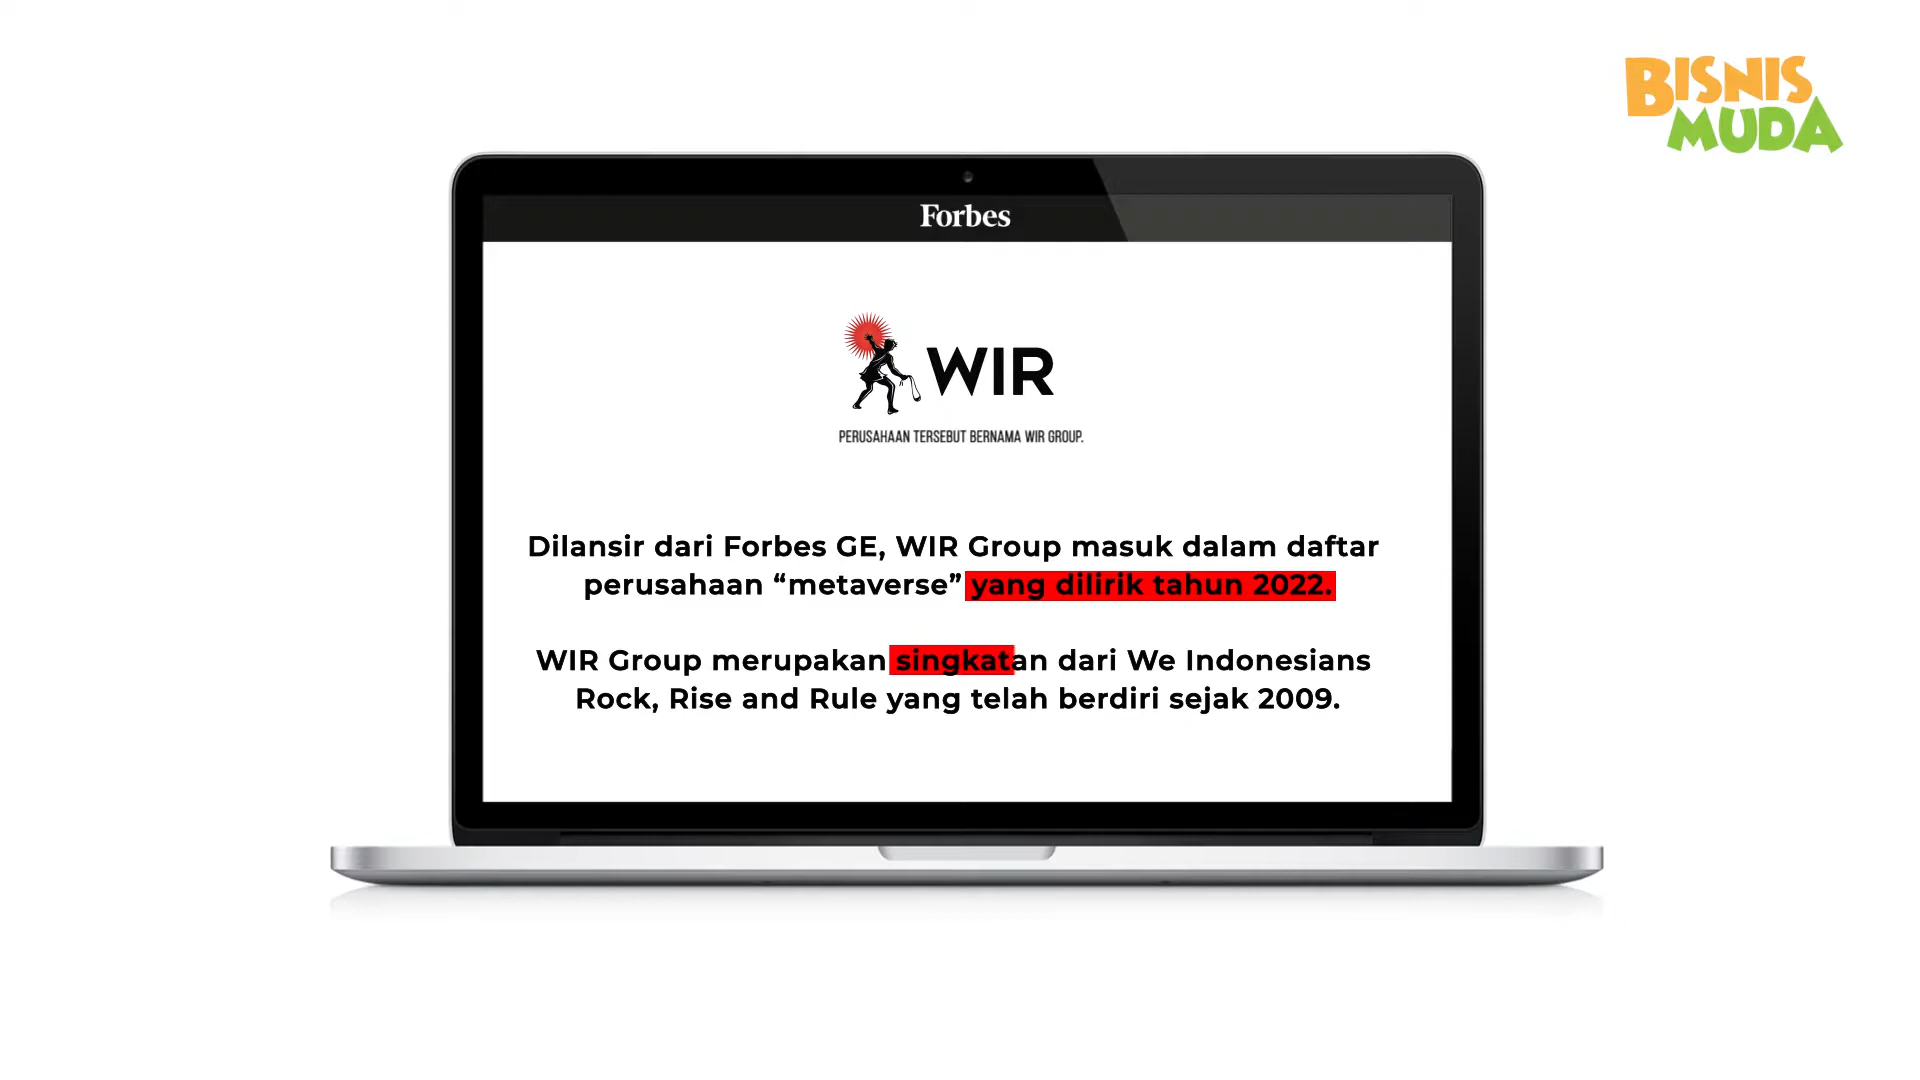 BISNIS
MUDA
Forbes
WIR
PERUSAHAAN TERSEBUT BERNAMA WIR GROUP.
Dilansir dari Forbes GE, WIR Group masuk dalam daftar
perusahaan “metaverse” yang dilirik tahun 2022.
WIR Group merupakan singkatan dari We Indonesians
Rock, Rise and Rule yang telah berdiri sejak 2009.